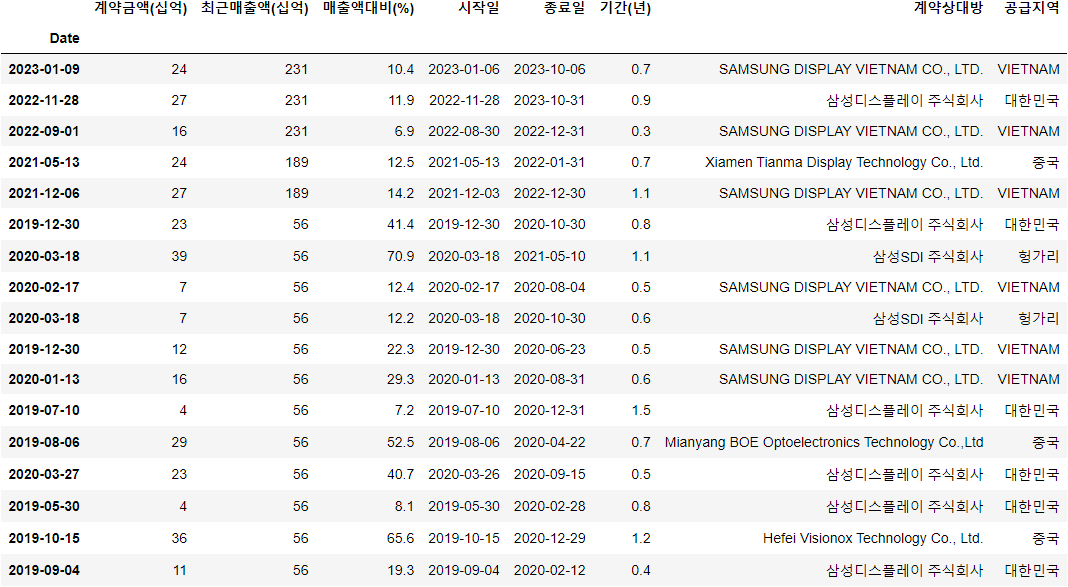 계약금액(십억) 최근매출액(십억) 매출액대비(%) 시작일 종료일 기간(년) 계약상대방 공급지역
Date
2023-01-09 24 231 10.4 2023-01-06 2023-10-06 0.7 SAMSUNG DISPLAY VIETNAM CO., LTD. VIETNAM
2022-11-28 27 231 11.9 2022-11-28 2023-10-31 0.9 삼성디스플레이 주식회사 대한민국
2022-09-01 16 231 6.9 2022-08-30 2022-12-31 0.3 SAMSUNG DISPLAY VIETNAM CO., LTD. VIETNAM
2021-05-13 24 189 12.5 2021-05-13 2022-01-31 0.7 Xiamen Tianma Display Technology Co., Ltd. 중국
2021-12-06 27 189 14.2 2021-12-03 2022-12-30 1.1 SAMSUNG DISPLAY VIETNAM CO., LTD. VIETNAM
2019-12-30 23 56 41.4 2019-12-30 2020-10-30 0.8 삼성디스플레이 주식회사 대한민국
2020-03-18 39 56 70.9 2020-03-18 2021-05-10 1.1 삼성SDI 주식회사 헝가리
2020-02-17 7 56 12.4 2020-02-17 2020-08-04 0.5 SAMSUNG DISPLAY VIETNAM CO., LTD. VIETNAM
2020-03-18 7 56 12.2 2020-03-18 2020-10-30 0.6 삼성SDI 주식회사 헝가리
2019-12-30 12 56 22.3 2019-12-30 2020-06-23 0.5 SAMSUNG DISPLAY VIETNAM CO., LTD. VIETNAM
2020-01-13 16 56 29.3 2020-01-13 2020-08-31 0.6 SAMSUNG DISPLAY VIETNAM CO., LTD. VIETNAM
2019-07-10 4 56 7.2 2019-07-10 2020-12-31 1.5 삼성디스플레이 주식회사 대한민국
2019-08-06 29 56 52.5 2019-08-06 2020-04-22 0.7 Mianyang BOE Optoelectronics Technology Co.,Ltd 중국
2020-03-27 23 56 40.7 2020-03-26 2020-09-15 0.5 삼성디스플레이 주식회사 대한민국
2019-05-30 4 56 8.1 2019-05-30 2020-02-28 0.8 삼성디스플레이 주식회사 대한민국
2019-10-15 36 56 65.6 2019-10-15 2020-12-29 1.2 Hefei Visionox Technology Co., Ltd. 중국
2019-09-04 11 56 19.3 2019-09-04 2020-02-12 0.4 삼성디스플레이 주식회사 대한민국